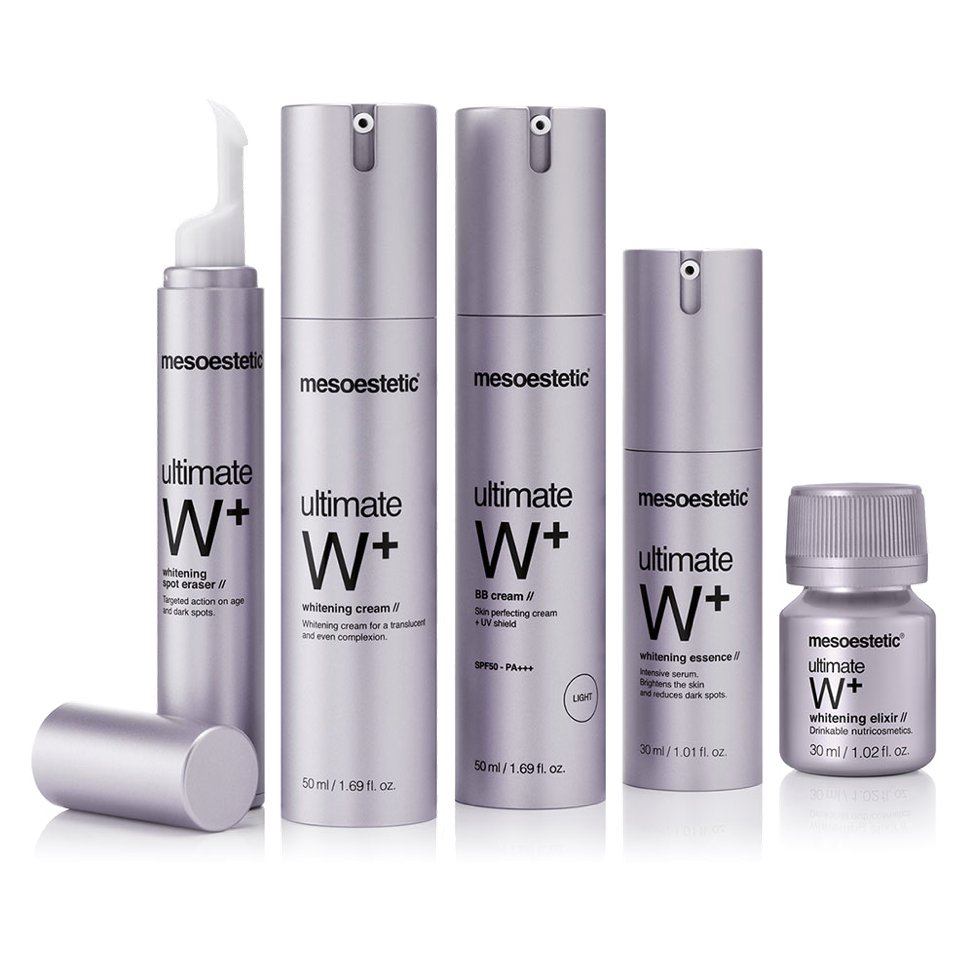 mesoestetic
ultimate
W+
whitening
spot eraser //
Targeted action on age
and dark spots.
mesoestetic®
ultimate
W+
whitening cream //
Whitening cream for a translucent
and even complexion.
50 ml / 1.69 fl. oz.
mesoestetic®
ultimate
W+
BB cream //
Skin perfecting cream
+ UV shield
SPF50 - PA+++
LIGHT
50 ml / 1.69 fl. oz.
mesoestetic®
ultimate
W+
whitening essence //
Intensive serum.
Brightens the skin
and reduces dark spots.
30 ml / 1.01 fl. oz.
mesoestetic®
ultimate
W+
whitening elixir //
Drinkable nutricosmetics.
30 ml / 1.02 fl. oz.